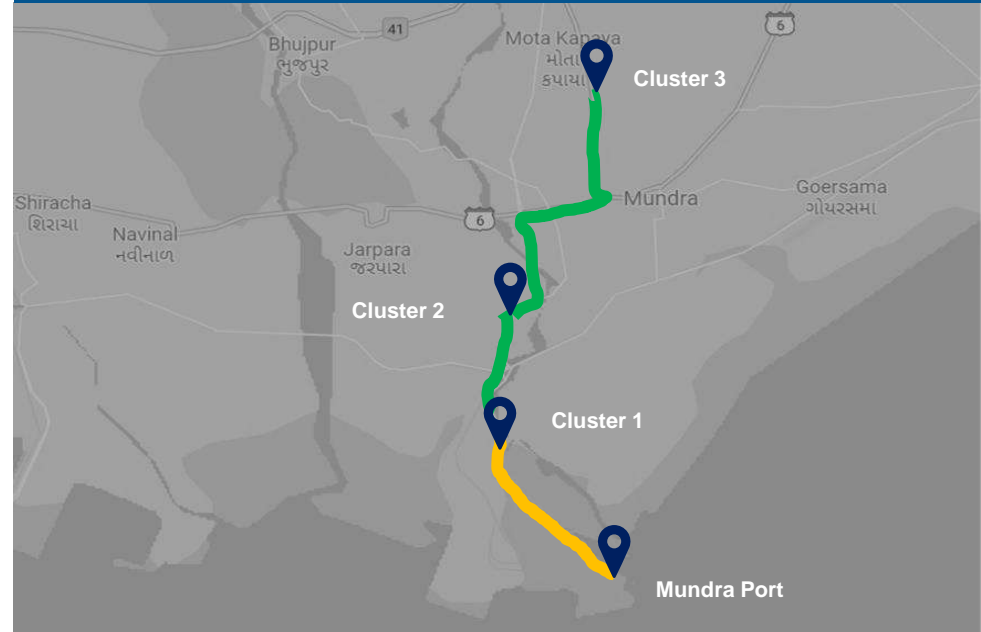 41
6
Bhujpur
ભુજપુર
Mota Kapaya
મોતા
કપાયા
Cluster 3
Shiracha
શિરાચા
Navinal
નવીનાળ
Mundra
Goersama
ગોયરસમા
6
Jarpara
જરપારા
Cluster 2
Cluster 1
Mundra Port